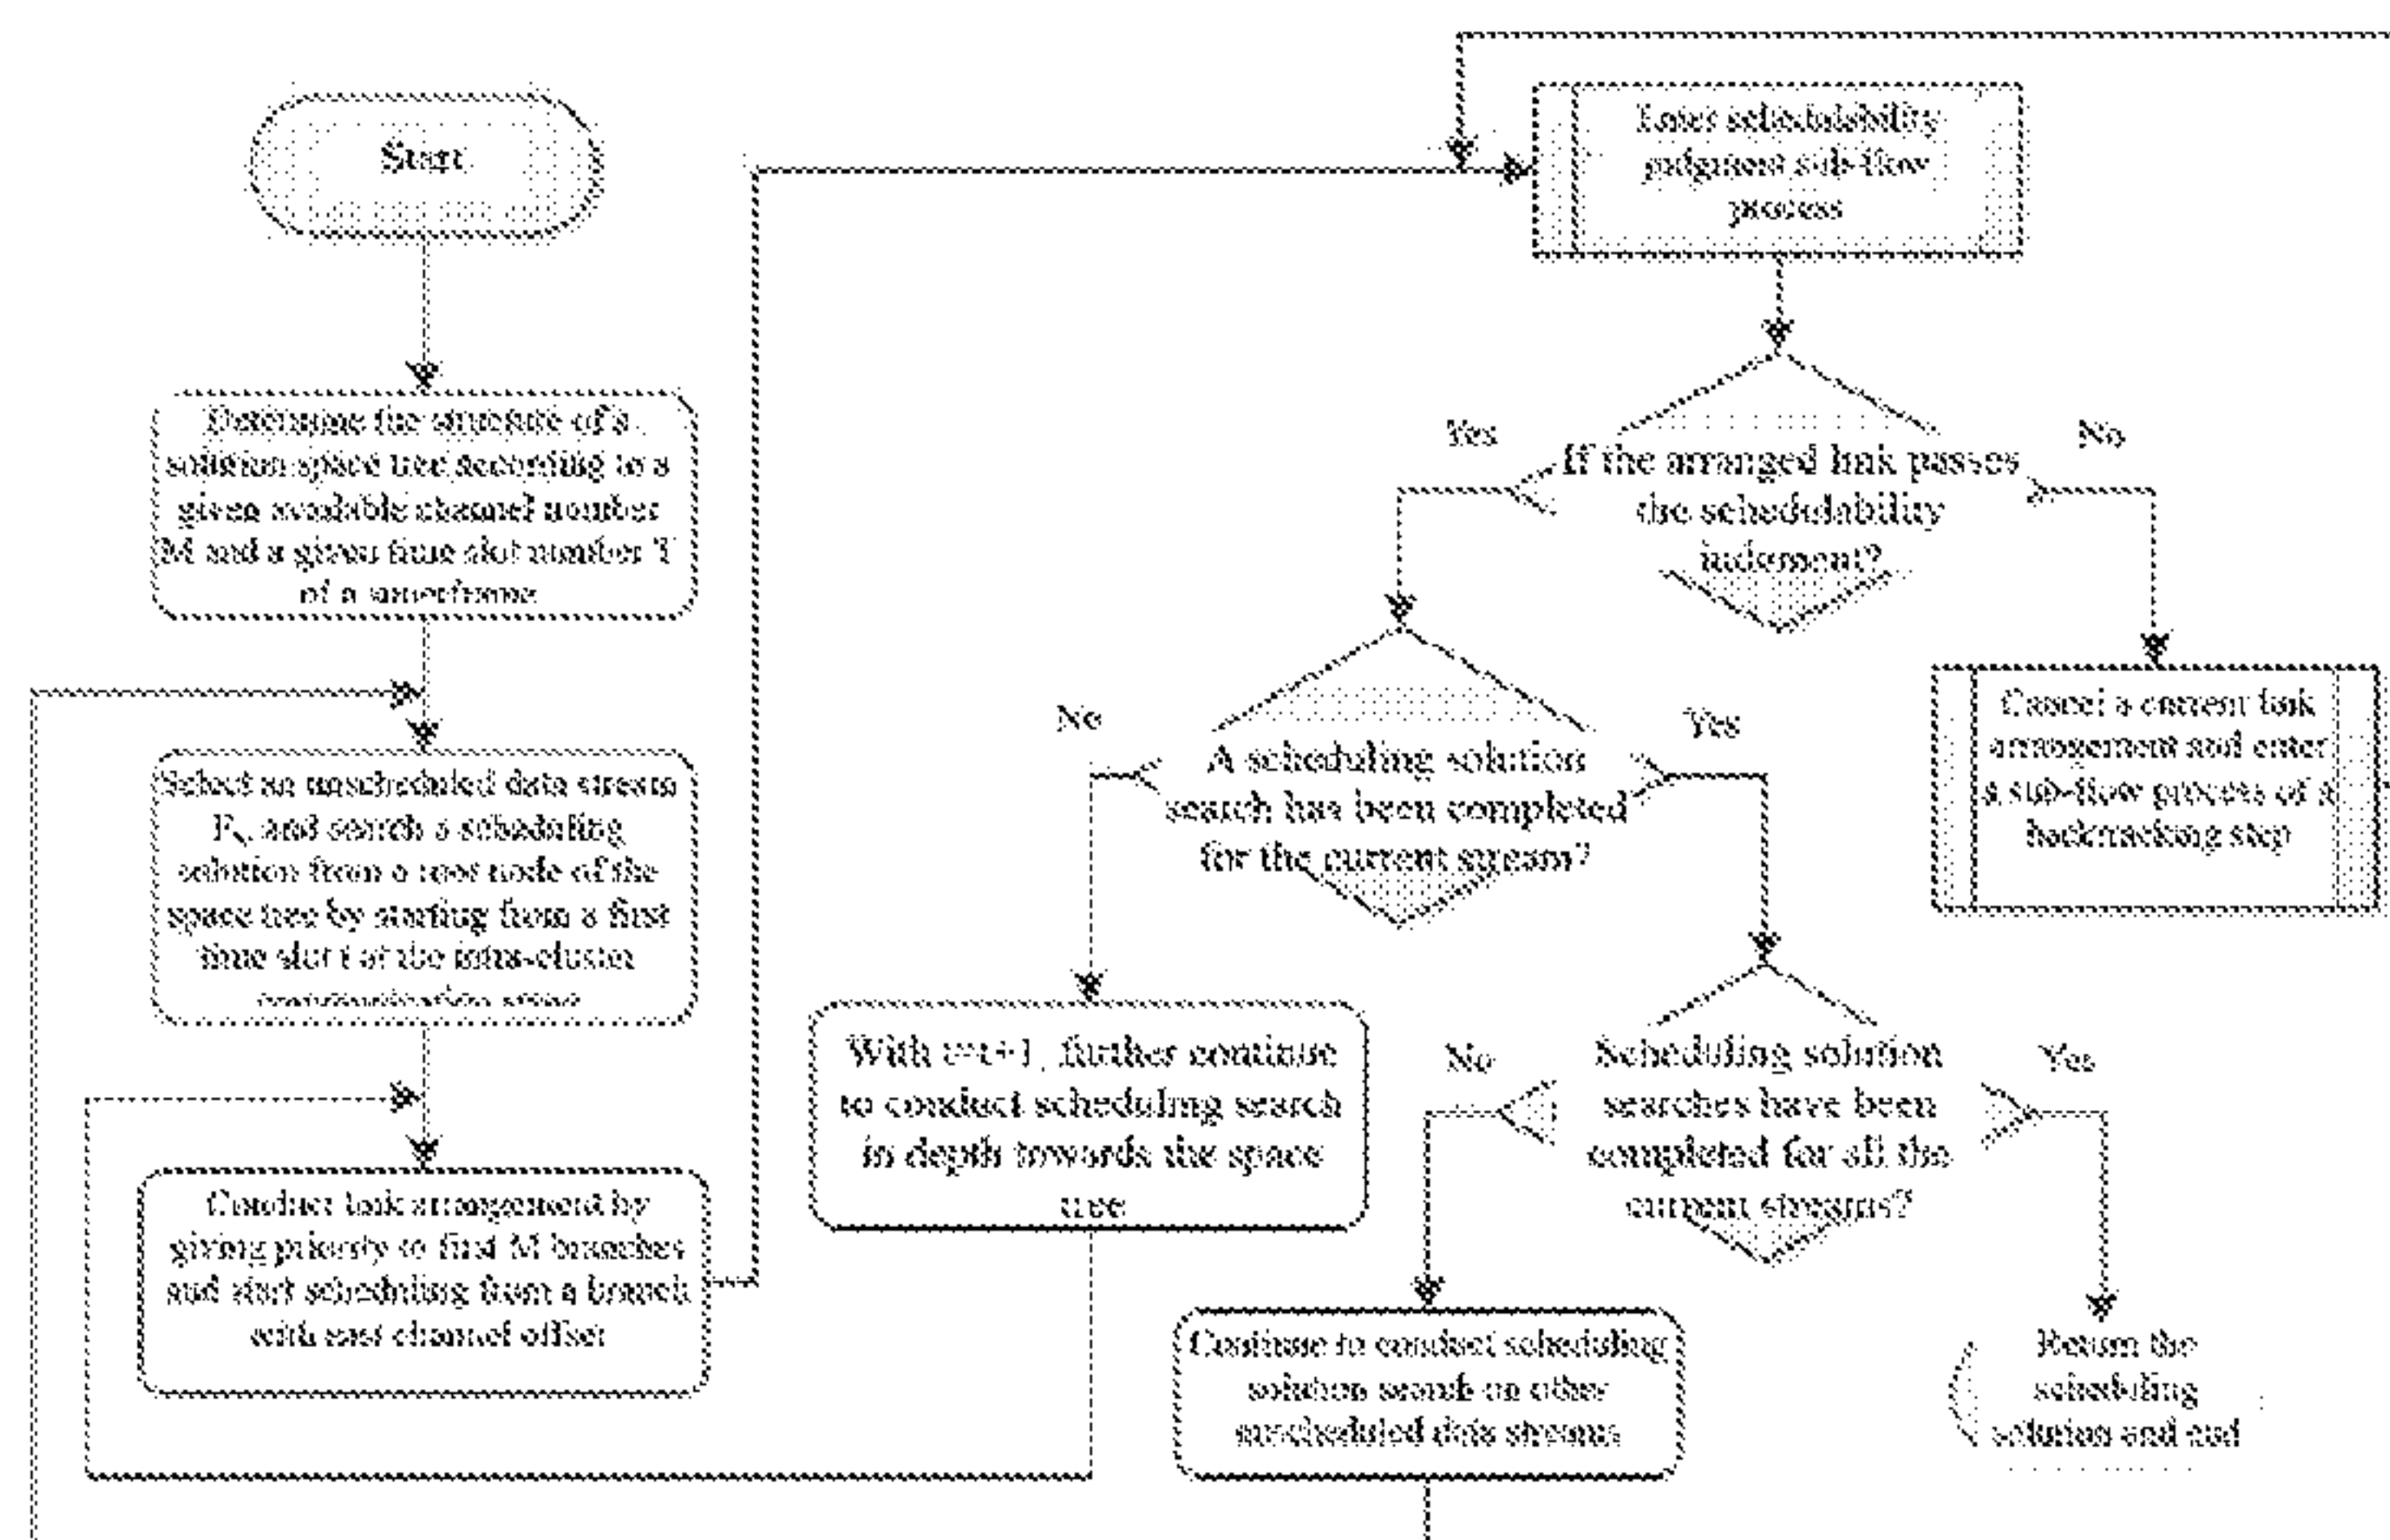 Start
Determine the structure of a
solution space tree according to a
given available channel number
M and a given time slot number T
of a superframe
Select an unscheduled data stream
and search a scheduling
solution from a root node of the
space tree by starting from a first
time slot t of the intra-cluster
Conduct link arrangement by
giving priority to first M branches
and start scheduling from a branch
with east channel offset
Enter schedulability
judgment sub-flow
process
If the arranged link passes
the schedulability
judgment?
Yes
No
Cancel a current link
arrangement and enter
a sub-flow process of a
backtracking step
A scheduling solution
search has been completed
for the current stream?
No
Yes
With t=t+1, further continue
to conduct scheduling search
in depth towards the space
tree
Scheduling solution
searches have been
completed for all the
current streams?
No
Yes
Continue to conduct scheduling
solution search on other
unscheduled data streams
Return the
scheduling
solution and end